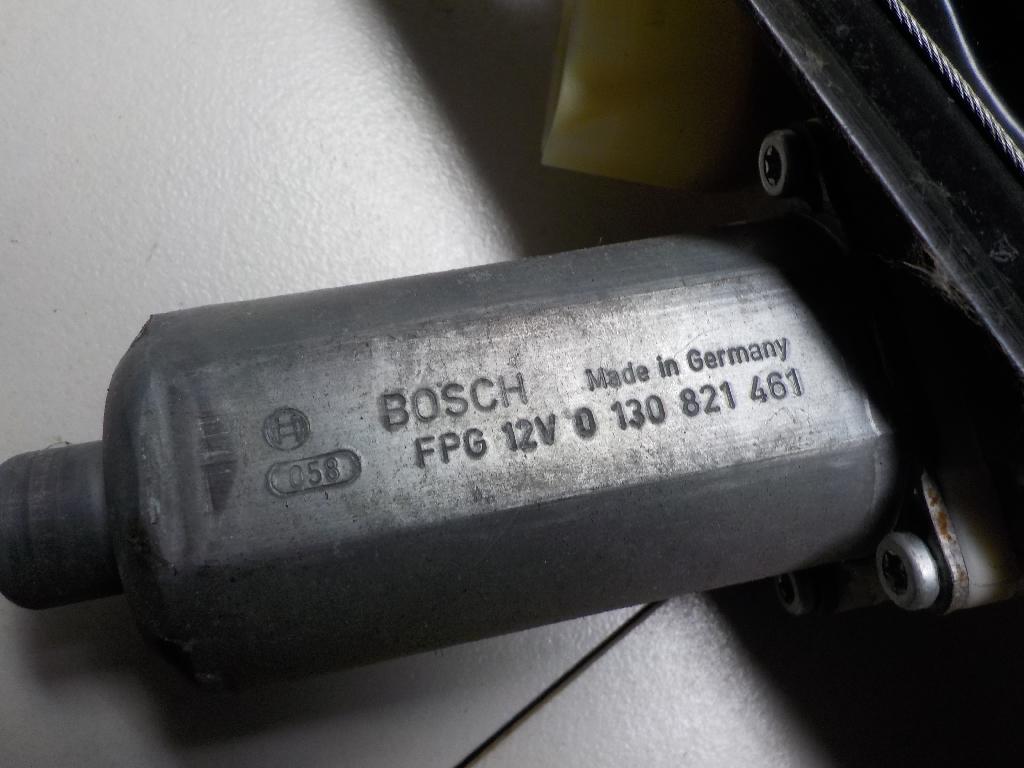 BOSCH Made in Germany
FPG 12V 0 130 821 461
058